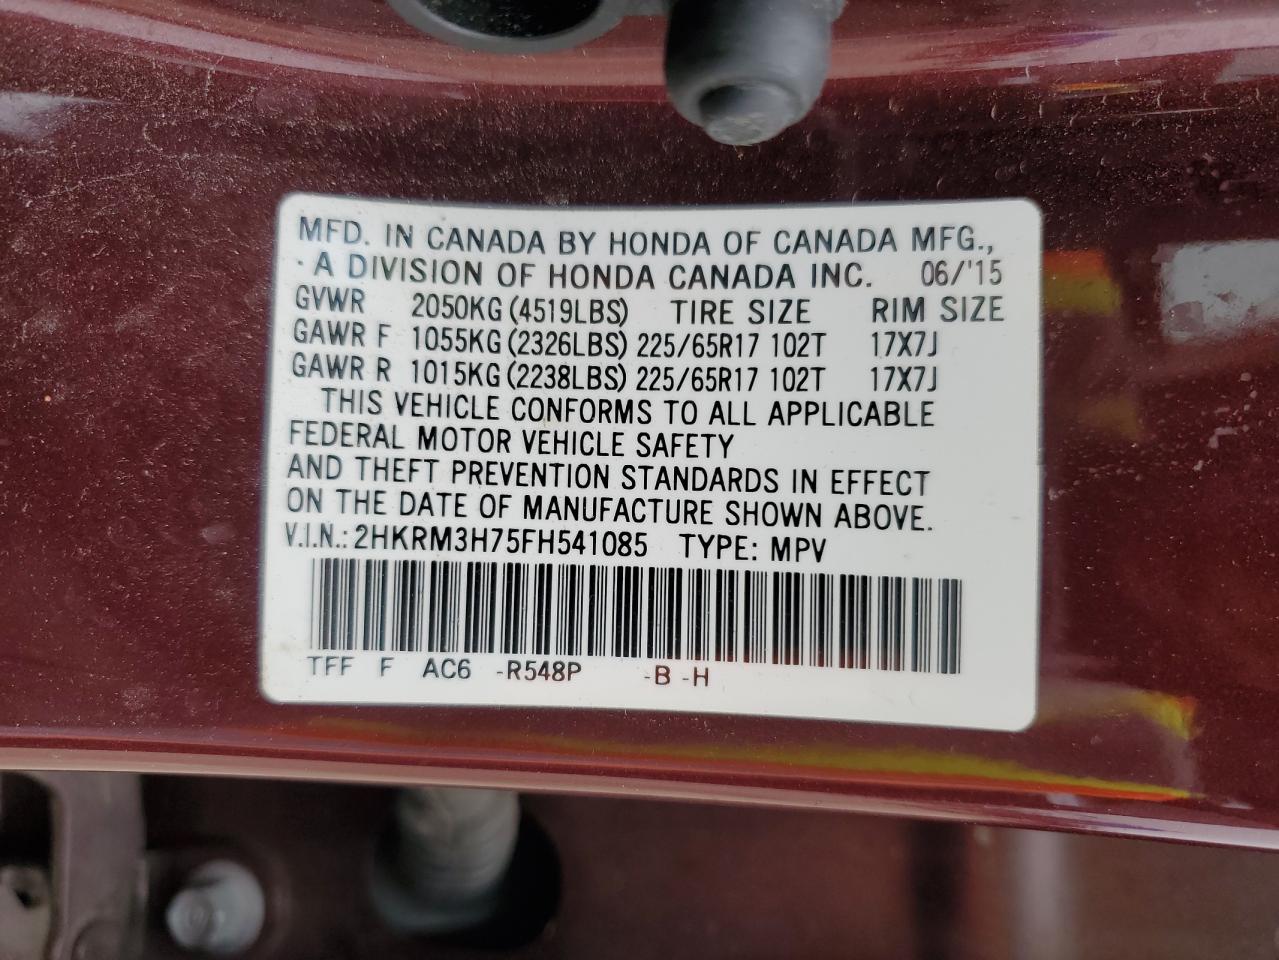 MFD. IN CANADA BY HONDA OF CANADA MFG.,
A DIVISION OF HONDA CANADA INC. 06/'15
GVWR 2050KG (4519LBS) TIRE SIZE RIM SIZE
GAWR F 1055KG (2326LBS) 225/65R17 102T 17X7J
GAWR R 1015KG (2238LBS) 225/65R17 102T 17X7J
THIS VEHICLE CONFORMS TO ALL APPLICABLE
FEDERAL MOTOR VEHICLE SAFETY
AND THEFT PREVENTION STANDARDS IN EFFECT
ON THE DATE OF MANUFACTURE SHOWN ABOVE.
V.I.N.: 2HKRM3H75FH541085 TYPE: MPV
TFF F AC6 -R548P -B -H